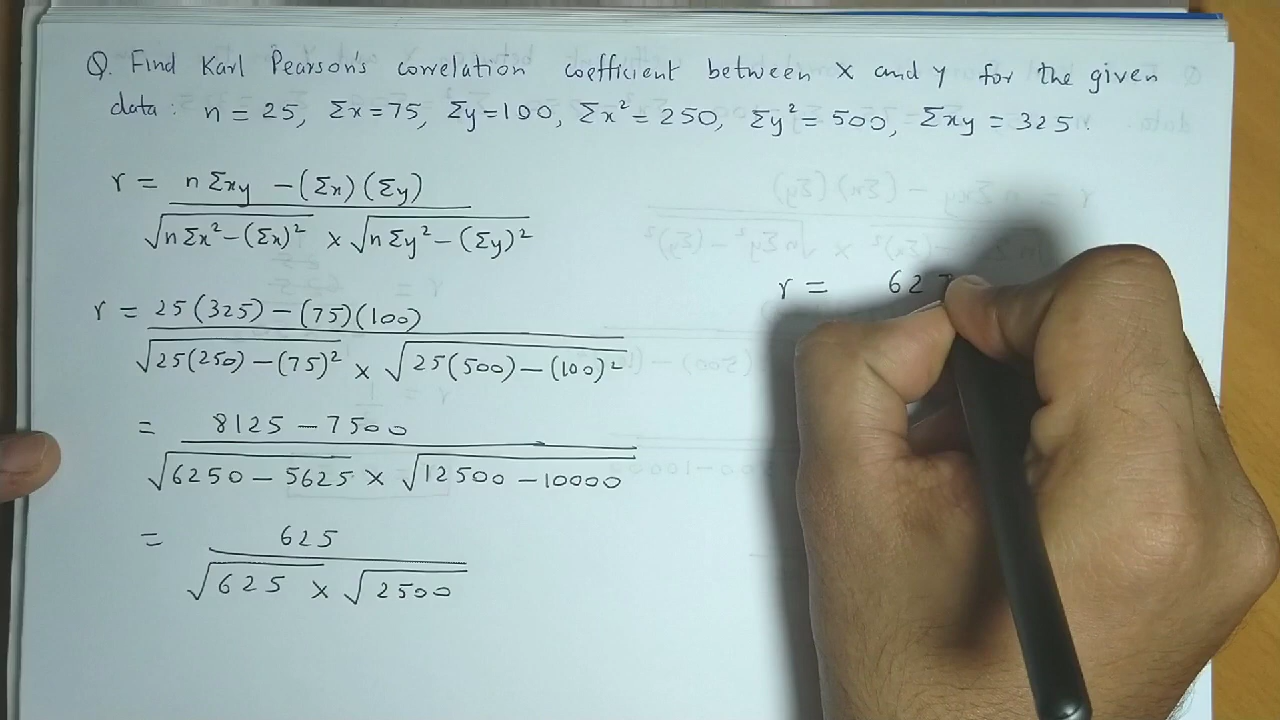 Q. Find Karl Pearson's correlation coefficient between x and y for the given
data: n = 25, Σx=75, Σy=100, Σx²=250, Σy²=500, Σxy = 325.
r = n Σxy - (Σx)(Σy)
√nΣx²-(Σx)² × √nΣy²-(Σy)²
r = 25(325) - (75)(100)
√25(250)-(75)² × √25(500)-(100)²
= 8125 - 7500
√6250-5625 × √12500-10000
= 625
√625 × √2500
r = 62